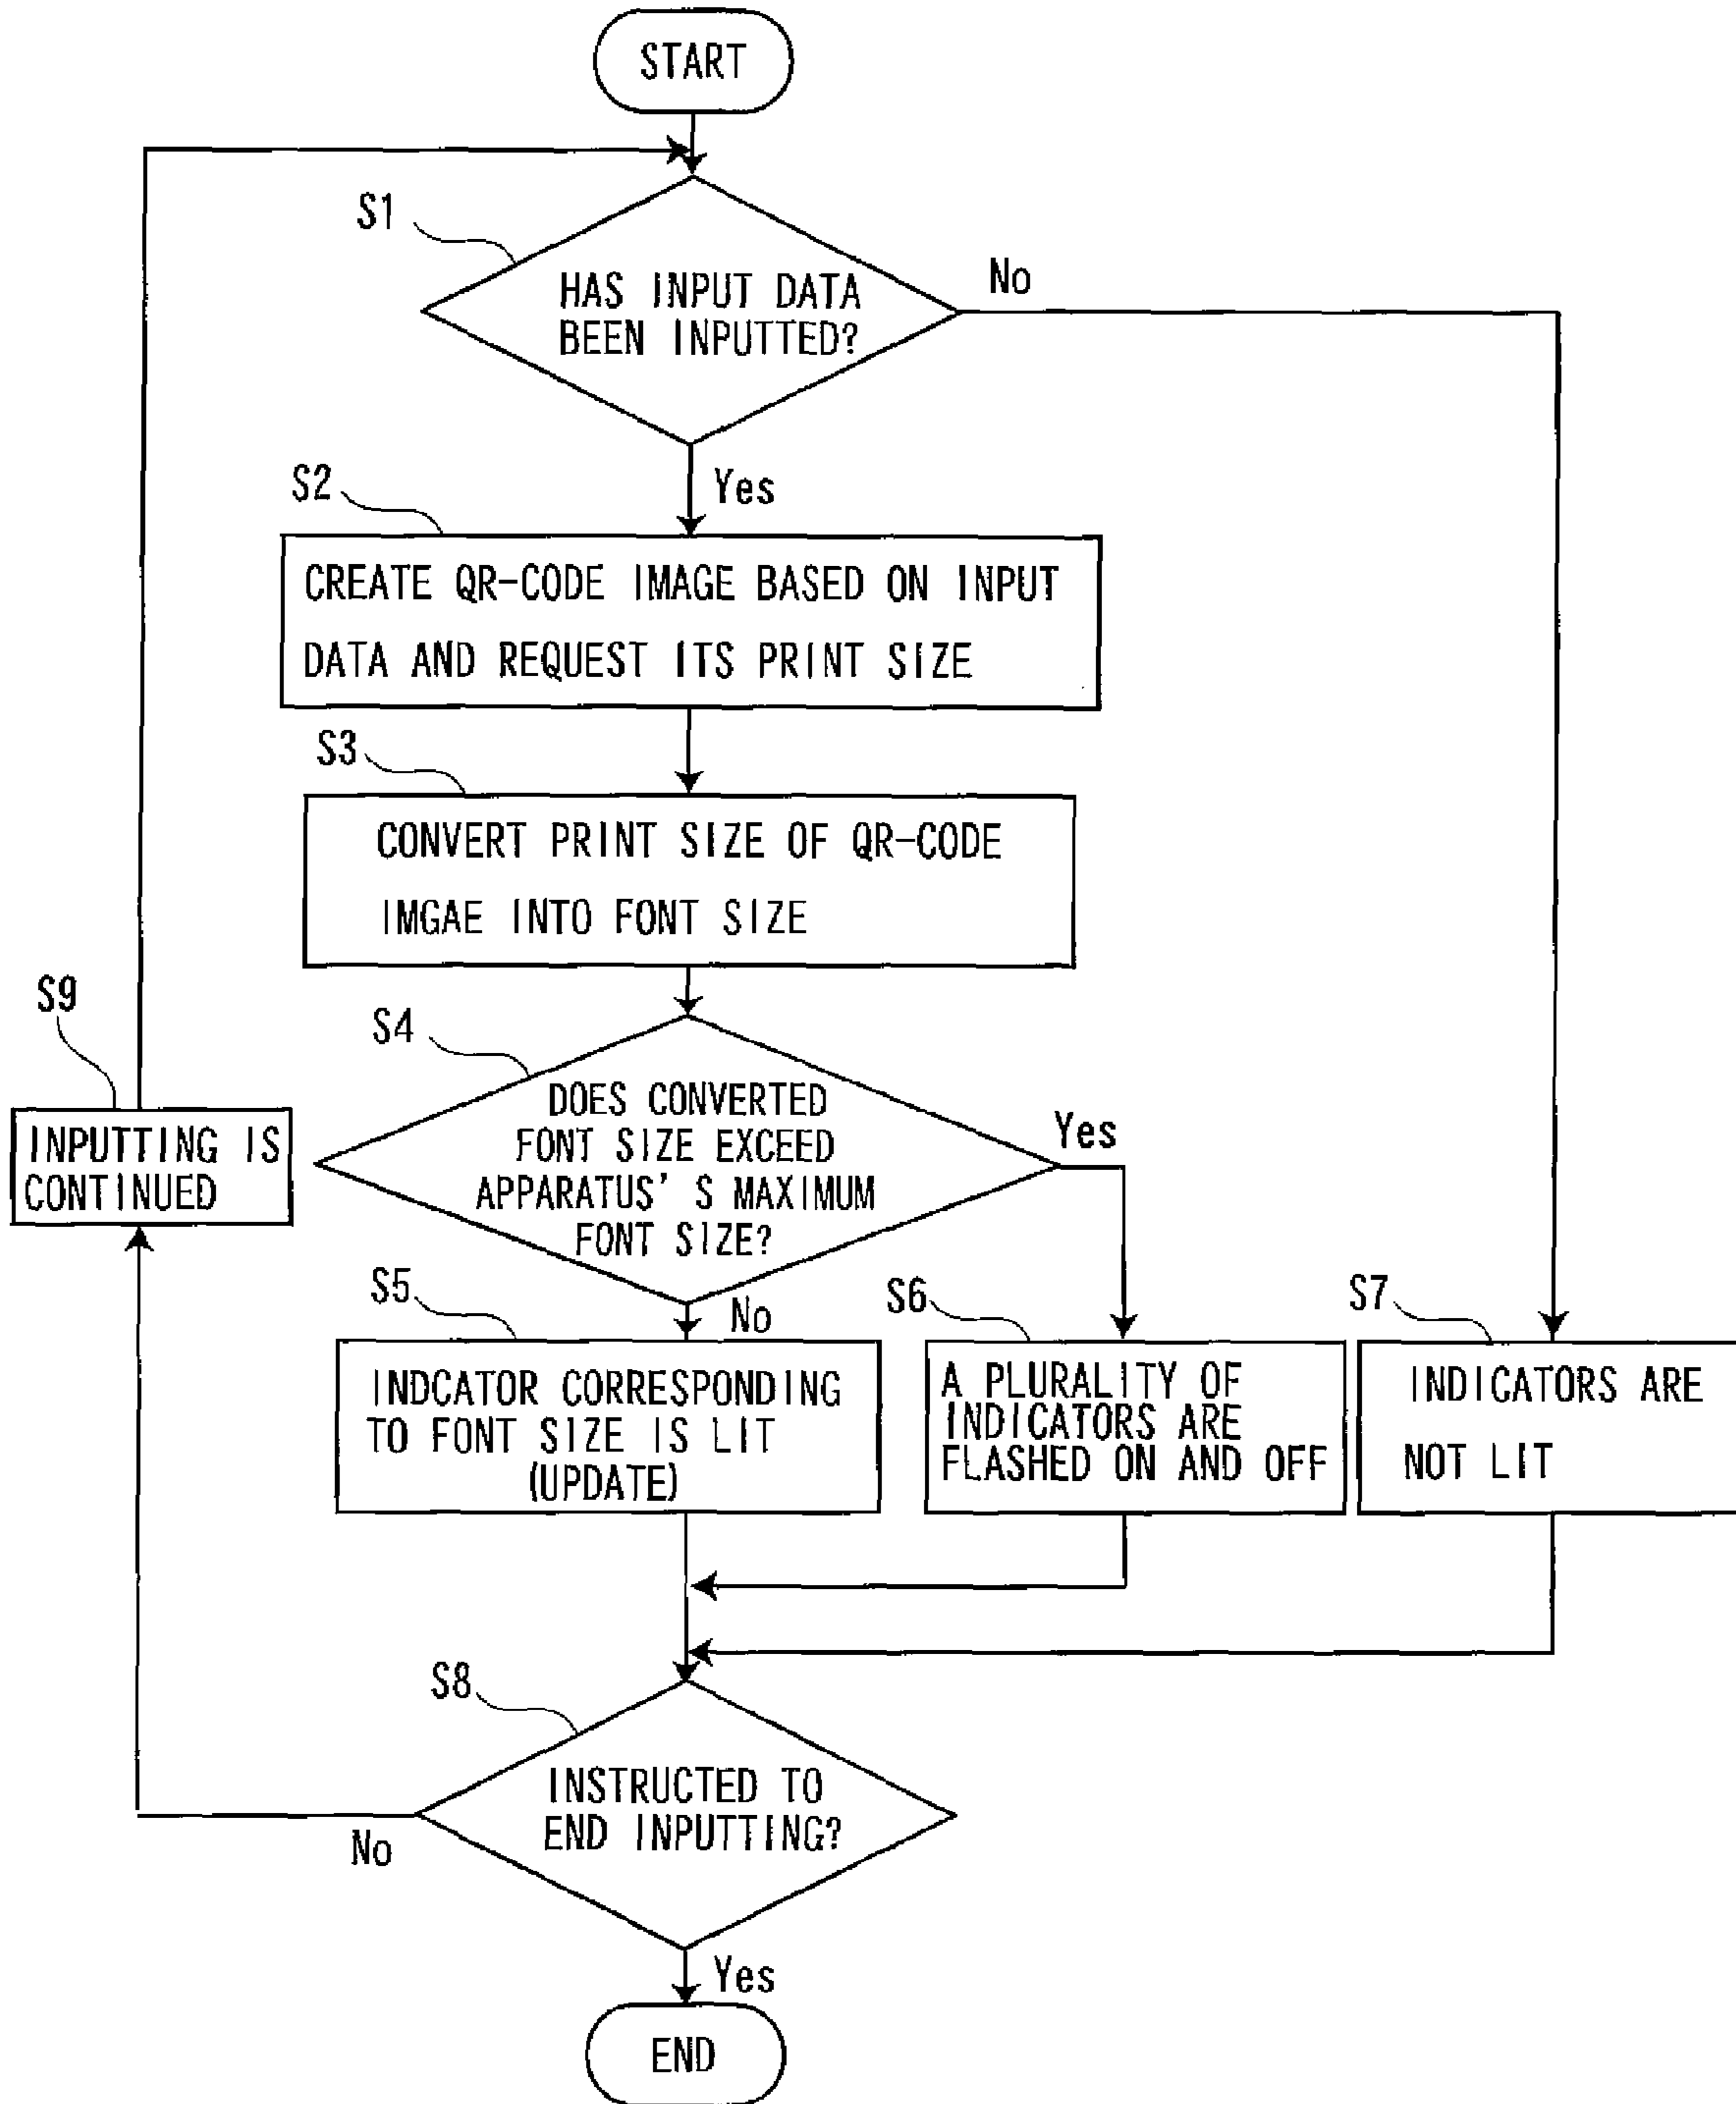 START
S1
HAS INPUT DATA
BEEN INPUTTED?
No
Yes
S2
CREATE QR-CODE IMAGE BASED ON INPUT
DATA AND REQUEST ITS PRINT SIZE
S3
CONVERT PRINT SIZE OF QR-CODE
IMGAE INTO FONT SIZE
S9
INPUTTING IS
CONTINUED
S4
DOES CONVERTED
FONT SIZE EXCEED
APPARATUS'S MAXIMUM
FONT SIZE?
Yes
No
S5
INDCATOR CORRESPONDING
TO FONT SIZE IS LIT
(UPDATE)
S6
A PLURALITY OF
INDICATORS ARE
FLASHED ON AND OFF
S7
INDICATORS ARE
NOT LIT
S8
INSTRUCTED TO
END INPUTTING?
No
Yes
END